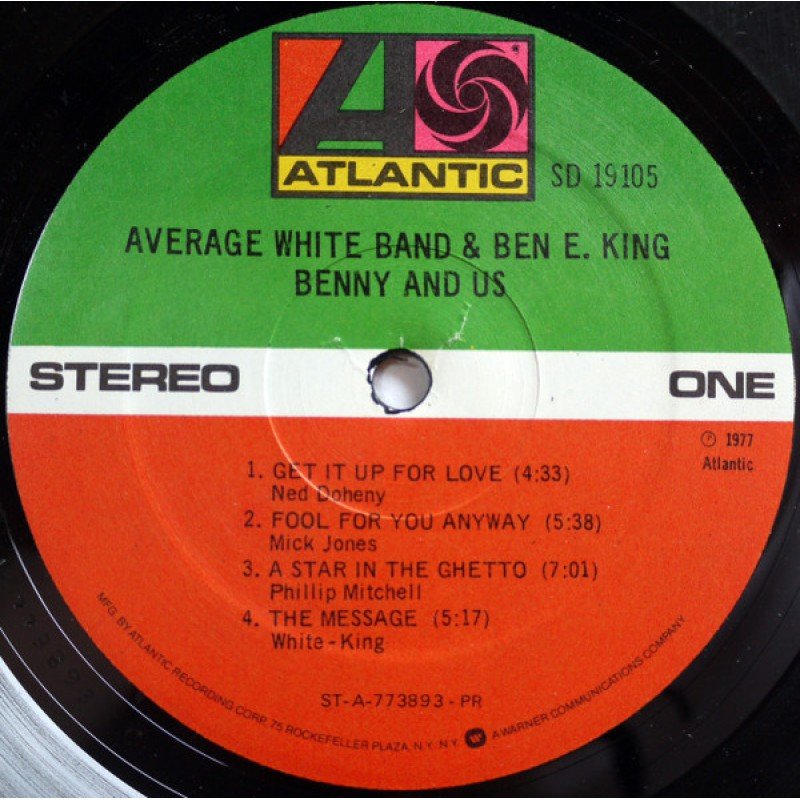 ATLANTIC
SD 19105
AVERAGE WHITE BAND & BEN E. KING
BENNY AND US
STEREO
ONE
Ⓟ 1977
Atlantic
1. GET IT UP FOR LOVE (4:33)
Ned Doheny
2. FOOL FOR YOU ANYWAY (5:38)
Mick Jones
3. A STAR IN THE GHETTO (7:01)
Phillip Mitchell
4. THE MESSAGE (5:17)
White-King
ST-A-773893-PR
MFG. BY ATLANTIC RECORDING CORP. 75 ROCKEFELLER PLAZA, N.Y. N.Y. A WARNER COMMUNICATIONS COMPANY